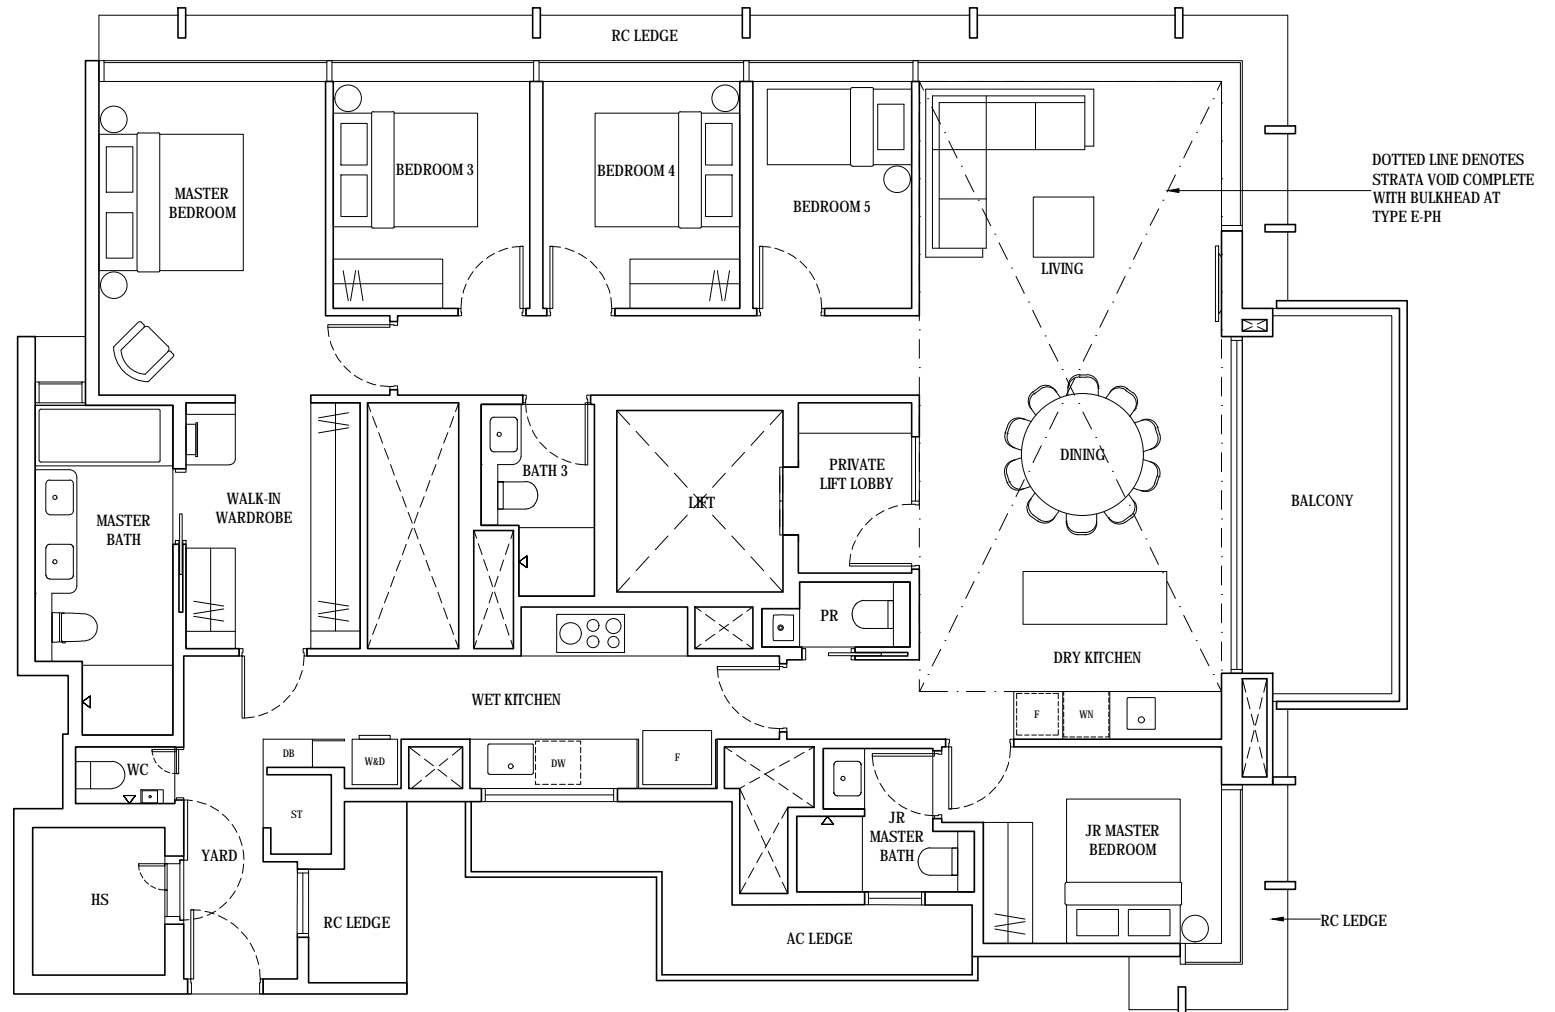 RC LEDGE
DOTTED LINE DENOTES
STRATA VOID COMPLETE
WITH BULKHEAD AT
TYPE E-PH
MASTER
BEDROOM
BEDROOM 3
BEDROOM 4
BEDROOM 5
LIVING
DINING
BALCONY
PRIVATE
LIFT LOBBY
LIFT
BATH 3
WALK-IN
WARDROBE
MASTER
BATH
PR
DRY KITCHEN
WET KITCHEN
F
WN
DB
W&D
DW
F
WC
ST
YARD
HS
RC LEDGE
JR
MASTER
BATH
JR MASTER
BEDROOM
AC LEDGE
RC LEDGE